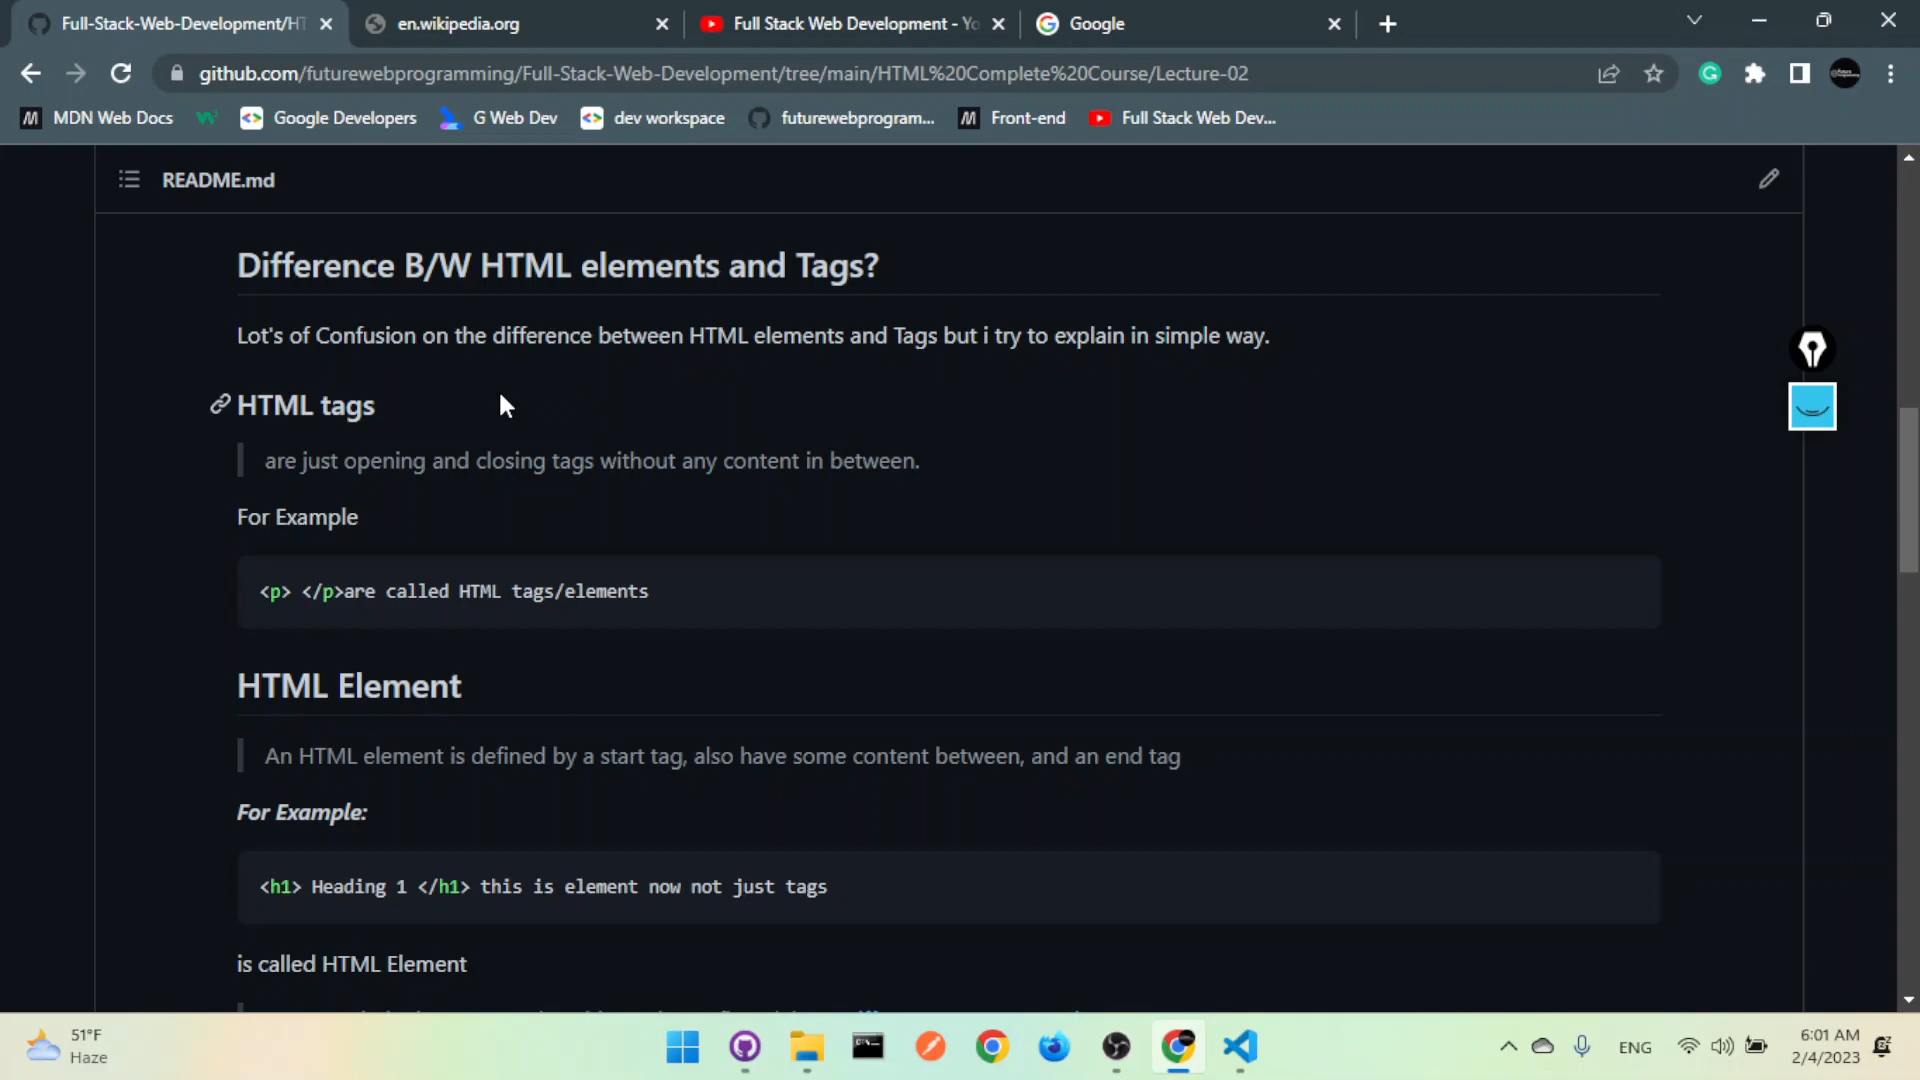 Full-Stack-Web-Development/HT
en.wikipedia.org
Full Stack Web Development - Yo
Google
github.com/futurewebprogramming/Full-Stack-Web-Development/tree/main/HTML%20Complete%20Course/Lecture-02
MDN Web Docs
Google Developers
G Web Dev
dev workspace
futurewebprogram...
Front-end
Full Stack Web Dev...
README.md
Difference B/W HTML elements and Tags?
Lot's of Confusion on the difference between HTML elements and Tags but i try to explain in simple way.
HTML tags
are just opening and closing tags without any content in between.
For Example
<p> </p>are called HTML tags/elements
HTML Element
An HTML element is defined by a start tag, also have some content between, and an end tag
For Example:
<h1> Heading 1 </h1> this is element now not just tags
is called HTML Element
51°F
Haze
ENG
6:01 AM
2/4/2023